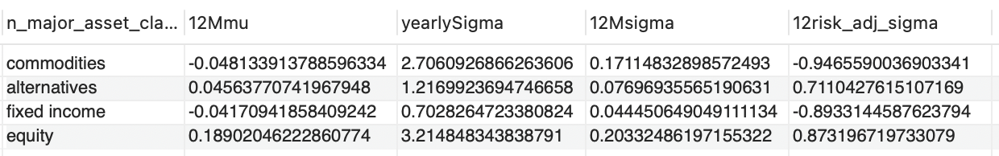 n_major_asset_cla... 12Mmu yearlySigma 12Msigma 12risk_adj_sigma
commodities -0.048133913788596334 2.7060926866263606 0.17114832898572493 -0.9465590036903341
alternatives 0.04563770741967948 1.2169923694746658 0.07696935565190631 0.7110427615107169
fixed income -0.04170941858409242 0.7028264723380824 0.044450649049111134 -0.8933144587623794
equity 0.18902046222860774 3.214848343838791 0.20332486197155322 0.873196719733079